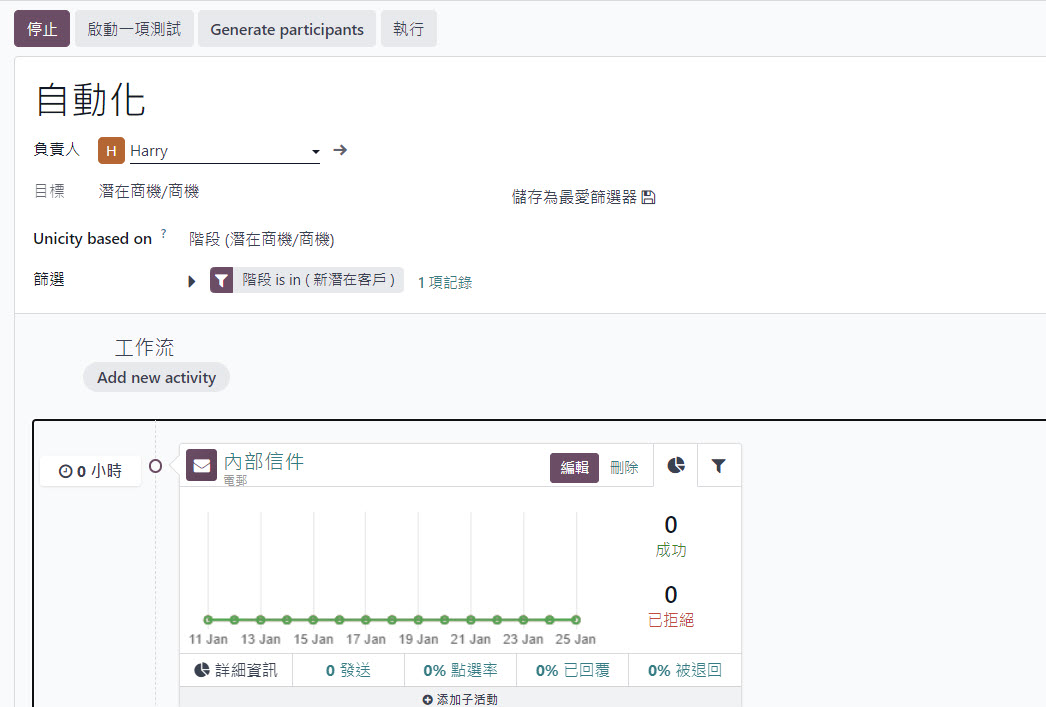 停止 啟動一項測試 Generate participants 執行
自動化
負責人 H Harry
目標 潛在商機/商機
儲存為最愛篩選器
Unicity based on ? 階段 (潛在商機/商機)
篩選 階段 is in ( 新潛在客戶 ) 1 項記錄
工作流
Add new activity
0 小時
內部信件
電郵
編輯 刪除
0
成功
0
已拒絕
11 Jan 13 Jan 15 Jan 17 Jan 19 Jan 21 Jan 23 Jan 25 Jan
詳細資訊 0 發送 0% 點選率 0% 已回覆 0% 被退回
添加子活動